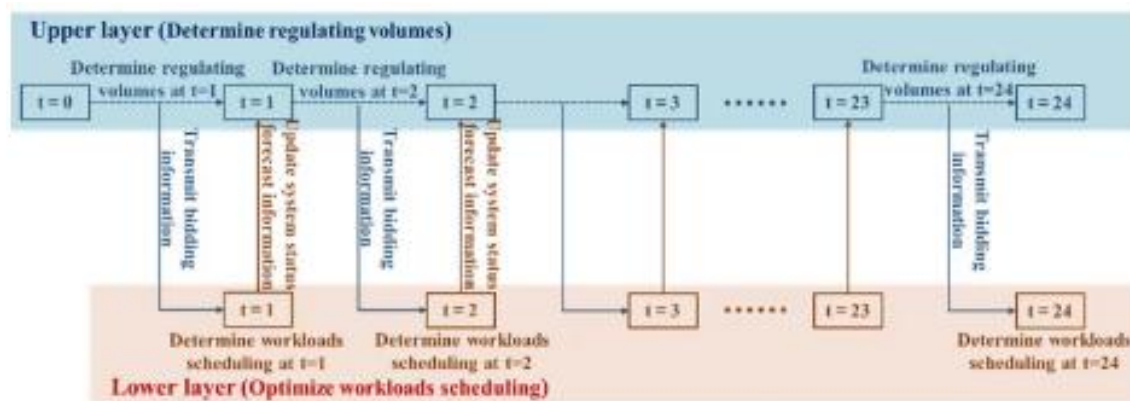 Upper layer (Determine regulating volumes)
Determine regulating
volumes at t=1
Determine regulating
volumes at t=2
Determine regulating
volumes at t=24
t = 0
t = 1
t = 2
t = 3
......
t = 23
t = 24
Transmit bidding
information
Update system status
forecast information
Transmit bidding
information
Update system status
forecast information
Transmit bidding
information
t = 1
t = 2
t = 3
......
t = 23
t = 24
Determine workloads
scheduling at t=1
Determine workloads
scheduling at t=2
Determine workloads
scheduling at t=24
Lower layer (Optimize workloads scheduling)